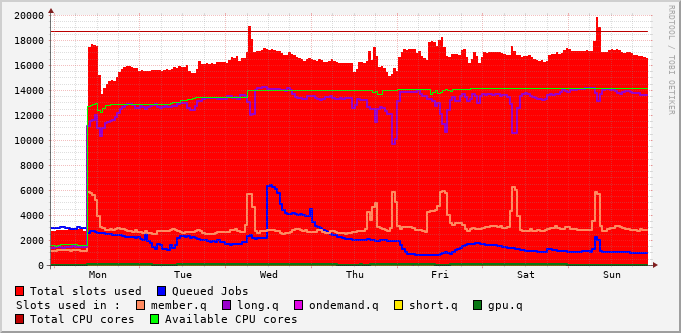 20000
18000
16000
14000
12000
10000
8000
6000
4000
2000
0
Mon Tue Wed Thu Fri Sat Sun
Total slots used Queued Jobs
Slots used in : member.q long.q ondemand.q short.q gpu.q
Total CPU cores Available CPU cores
RRDTOOL / TOBI OETIKER